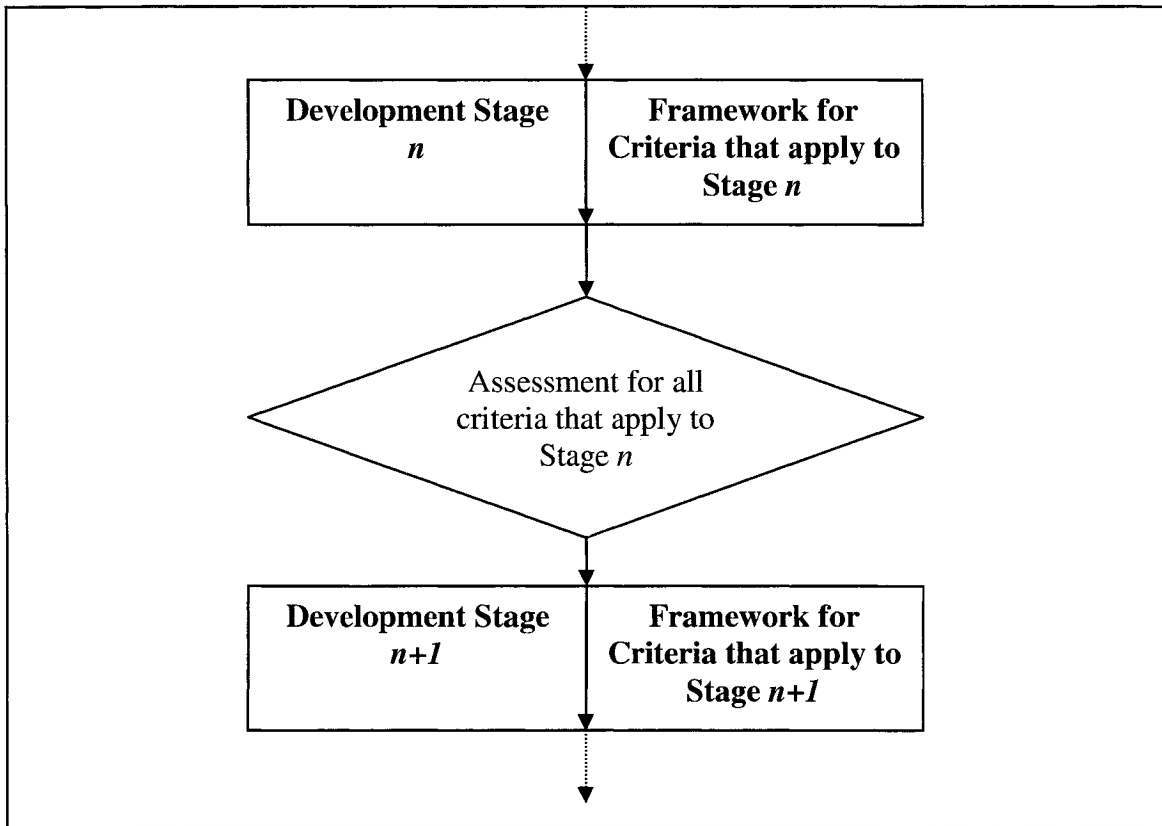 Development Stage
n
Framework for
Criteria that apply to
Stage n
Assessment for all
criteria that apply to
Stage n
Development Stage
n+1
Framework for
Criteria that apply to
Stage n+1